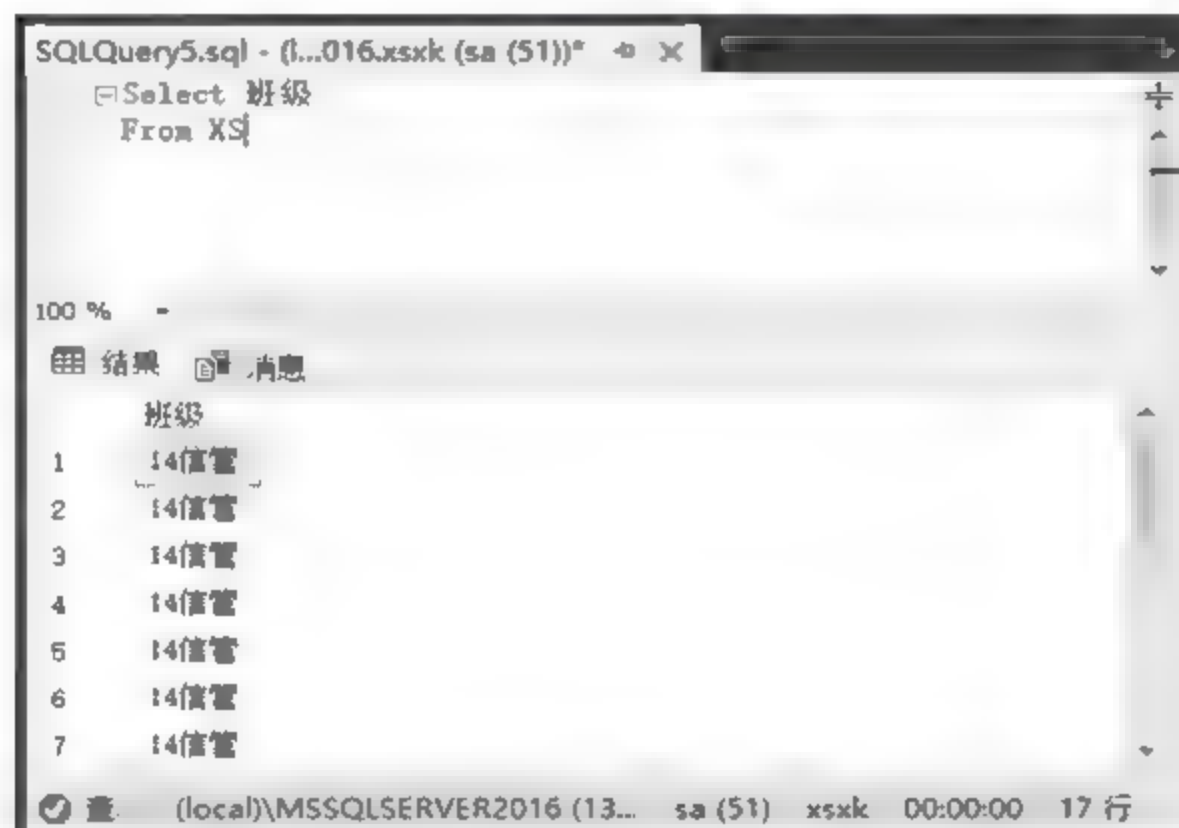 SQLQuery5.sql - (l...016.xsxk (sa (51))*
Select 班级
From XS
100 %
结果 消息
班级
1 14信管
2 14信管
3 14信管
4 14信管
5 14信管
6 14信管
7 14信管
查 (local)\MSSQLSERVER2016 (13... sa (51) xsxk 00:00:00 17 行